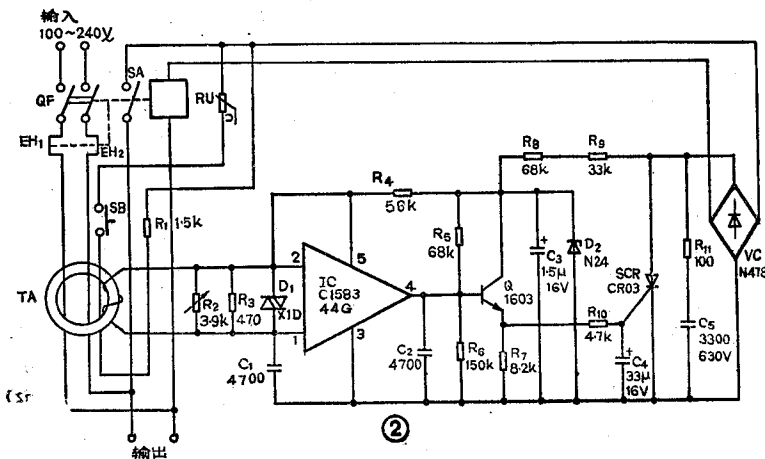 输入
100~240V
QF
SA
RU
U
EH1
EH2
SB
R1 1.5k
TA
R2
3.9k
R3
470
D1
X1D
C1
4700
2
1
5
3
4
IC
C1583
44G
R4
56k
R5
68k
R6
150k
C2
4700
Q
1603
R7
8.2k
R8
68k
R9
33k
C3
1.5μ
16V
+
D2
N24
R10
4.7k
C4
33μ
16V
+
SCR
CR03
R11
100
C5
3300
630V
VC
N478
输出
②